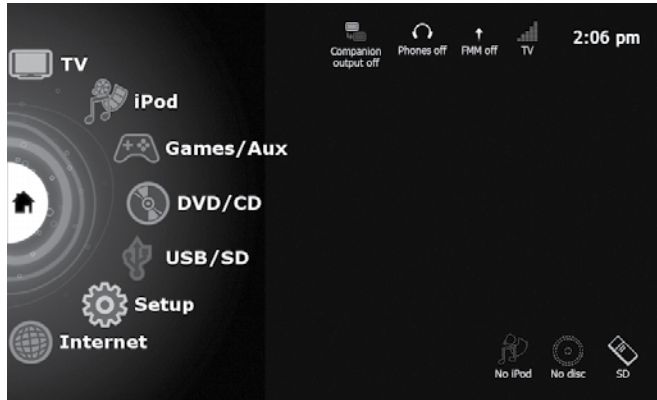 TV
iPod
Games/Aux
DVD/CD
USB/SD
Setup
Internet
Companion
output off
Phones off
FMM off
TV
2:06 pm
No iPod
No disc
SD